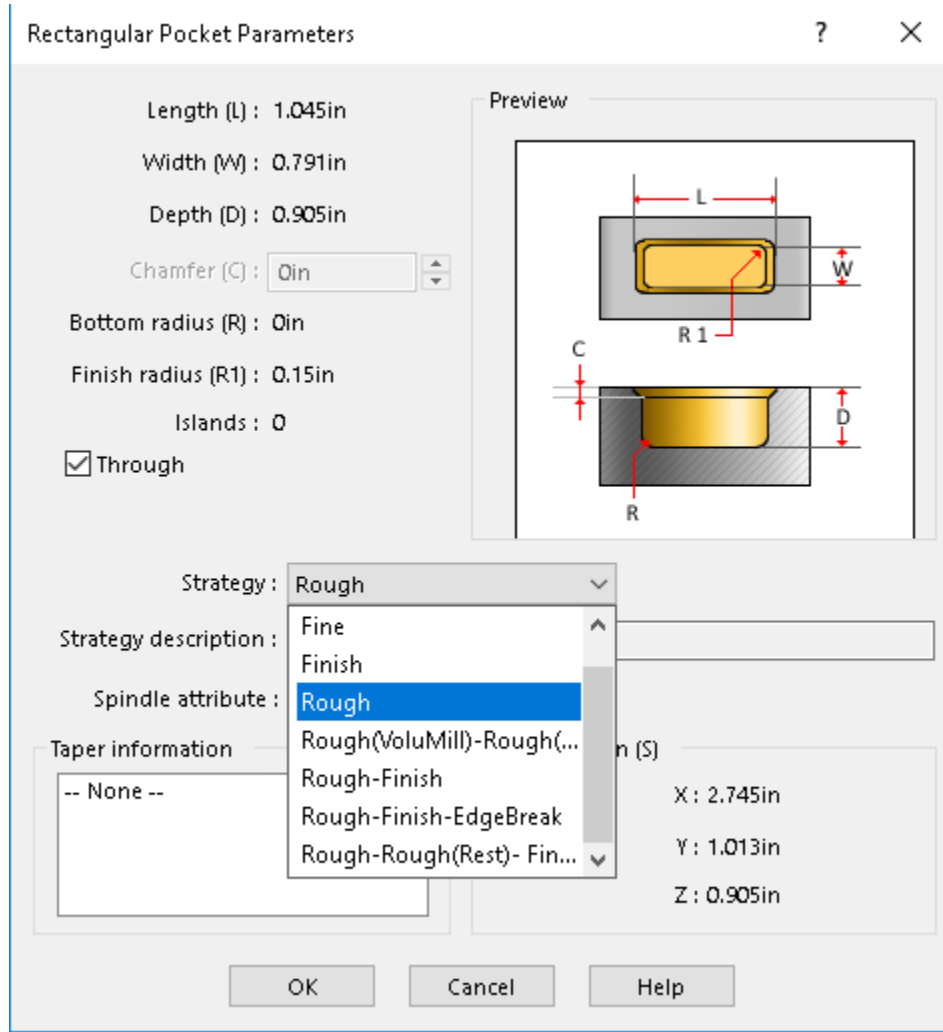 Rectangular Pocket Parameters ? ×
Length (L) : 1.045in
Width (W) : 0.791in
Depth (D) : 0.905in
Chamfer (C) : 0in
Bottom radius (R) : 0in
Finish radius (R1) : 0.15in
Islands : 0
Through
Preview
L
W
R 1
C
D
R
Strategy : Rough
Strategy description :
Spindle attribute :
Fine
Finish
Rough
Rough(VoluMill)-Rough(...
Rough-Finish
Rough-Finish-EdgeBreak
Rough-Rough(Rest)- Fin...
Taper information
-- None --
n (S)
X : 2.745in
Y : 1.013in
Z : 0.905in
OK Cancel Help